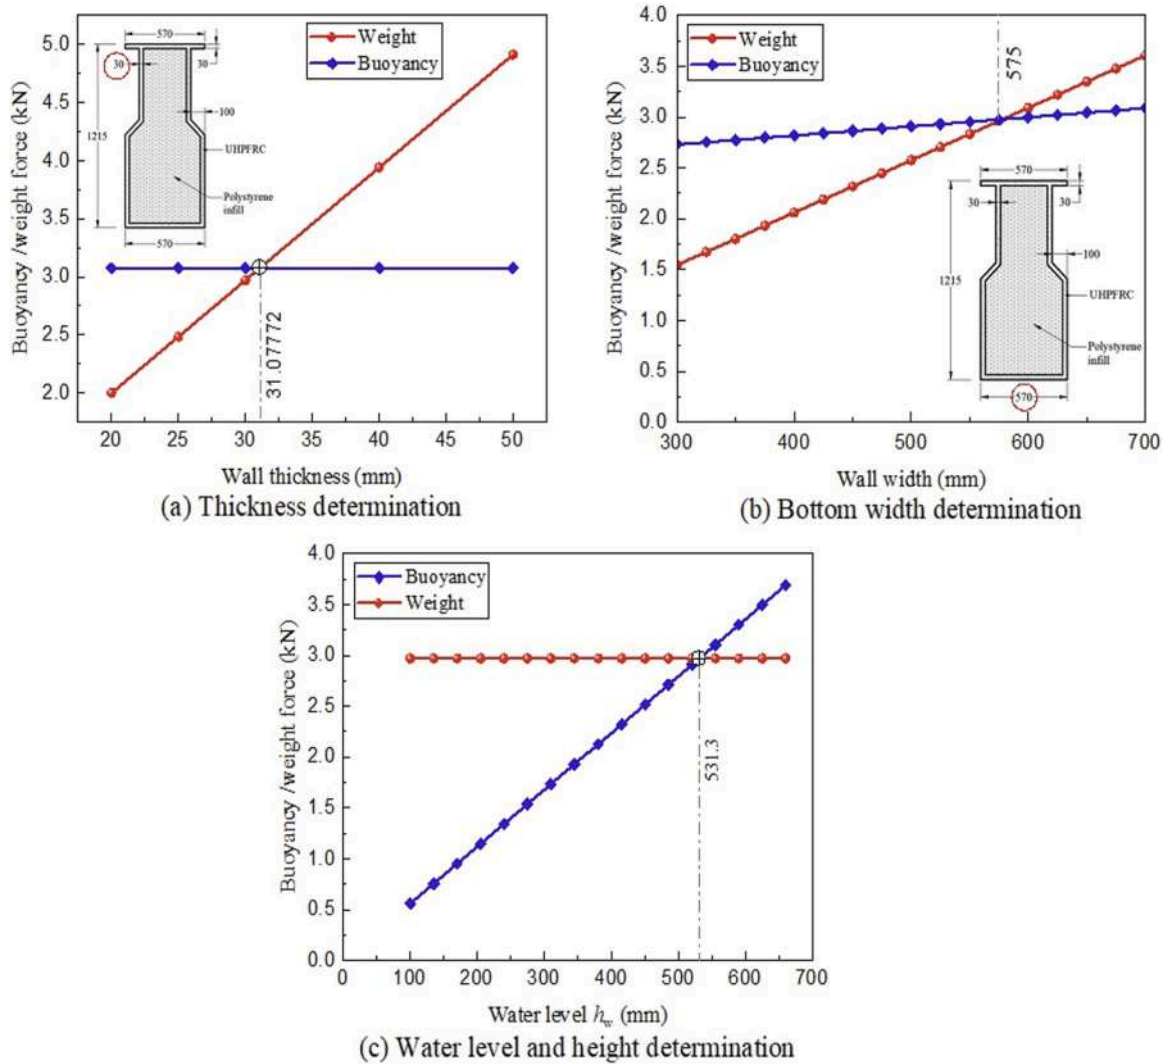 5.0
4.5
4.0
3.5
3.0
2.5
2.0
Buoyancy /weight force (kN)
570
30
30
100
1215
UHPFRC
Polystyrene
infill
570
Weight
Buoyancy
31.07772
20 25 30 35 40 45 50
Wall thickness (mm)
(a) Thickness determination
4.0
3.5
3.0
2.5
2.0
1.5
1.0
0.5
0.0
Buoyancy /weight force (kN)
Weight
Buoyancy
575
570
30
30
100
1215
UHPFRC
Polystyrene
infill
570
300 400 500 600 700
Wall width (mm)
(b) Bottom width determination
4.0
3.5
3.0
2.5
2.0
1.5
1.0
0.5
0.0
Buoyancy /weight force (kN)
Buoyancy
Weight
531.3
0 100 200 300 400 500 600 700
Water level h_w (mm)
(c) Water level and height determination